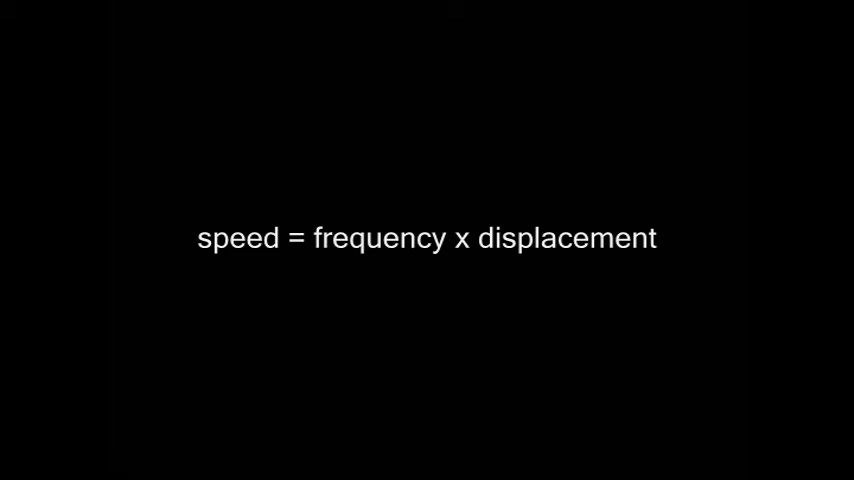 speed = frequency x displacement